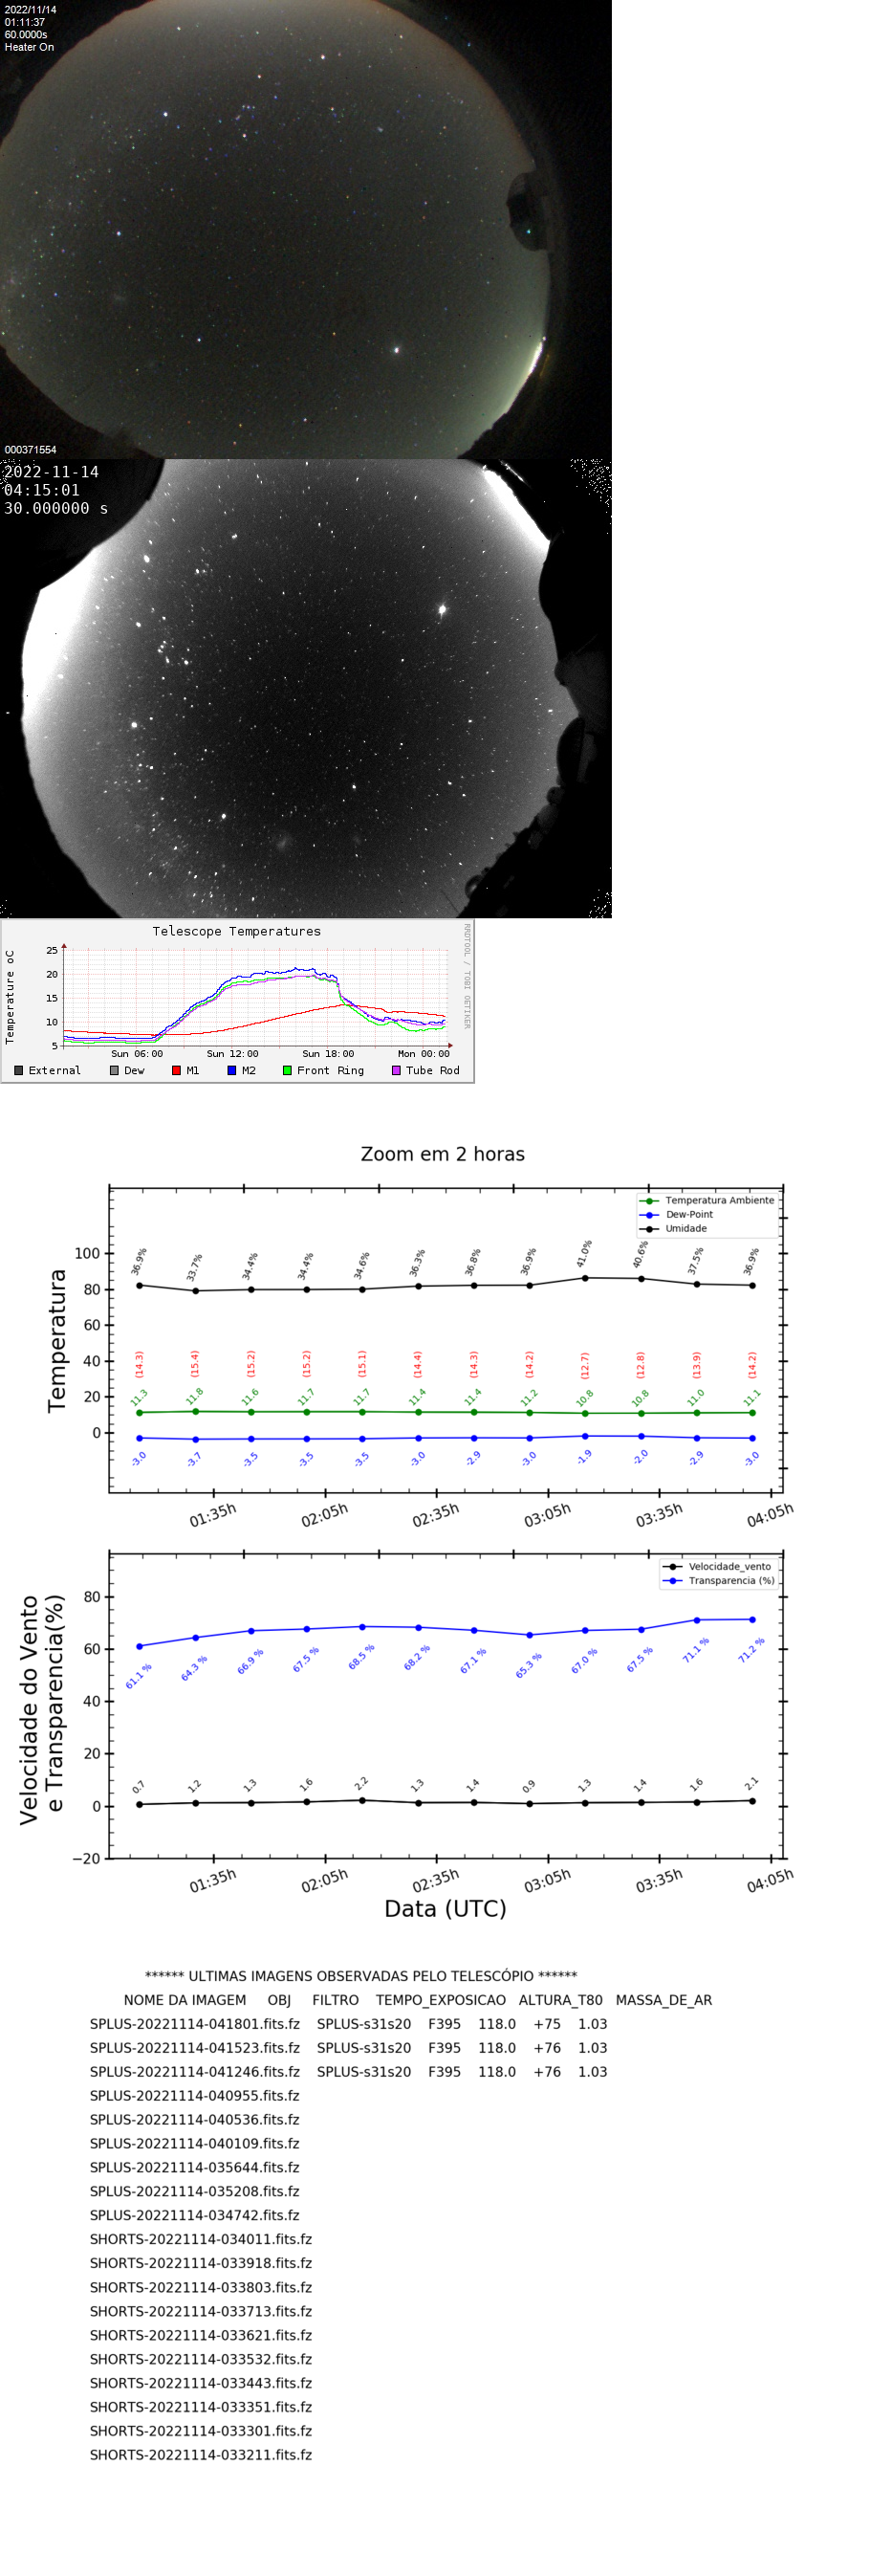 2022/11/14
01:11:37
60.0000s
Heater On
000371554
2022-11-14
04:15:01
30.000000 s
Telescope Temperatures
RRDTOOL / TOBI OETIKER
Temperature oC
25
20
15
10
5
Sun 06:00 Sun 12:00 Sun 18:00 Mon 00:00
External Dew M1 M2 Front Ring Tube Rod
Zoom em 2 horas
Temperatura Ambiente
Dew-Point
Umidade
Temperatura
100
80
60
40
20
0
36.9% 33.7% 34.4% 34.4% 34.6% 36.3% 36.8% 36.9% 41.0% 40.6% 37.5% 36.9%
(14.3) (15.4) (15.2) (15.2) (15.1) (14.4) (14.3) (14.2) (12.7) (12.8) (13.9) (14.2)
11.3 11.8 11.6 11.7 11.7 11.4 11.4 11.2 10.8 10.8 11.0 11.1
-3.0 -3.7 -3.5 -3.5 -3.5 -3.0 -2.9 -3.0 -1.9 -2.0 -2.9 -3.0
01:35h 02:05h 02:35h 03:05h 03:35h 04:05h
Velocidade_vento
Transparencia (%)
Velocidade do Vento
e Transparencia(%)
80
60
40
20
0
−20
61.1 % 64.3 % 66.9 % 67.5 % 68.5 % 68.2 % 67.1 % 65.3 % 67.0 % 67.5 % 71.1 % 71.2 %
0.7 1.2 1.3 1.6 2.2 1.3 1.4 0.9 1.3 1.4 1.6 2.1
01:35h 02:05h 02:35h 03:05h 03:35h 04:05h
Data (UTC)
****** ULTIMAS IMAGENS OBSERVADAS PELO TELESCÓPIO ******
NOME DA IMAGEM OBJ FILTRO TEMPO_EXPOSICAO ALTURA_T80 MASSA_DE_AR
SPLUS-20221114-041801.fits.fz SPLUS-s31s20 F395 118.0 +75 1.03
SPLUS-20221114-041523.fits.fz SPLUS-s31s20 F395 118.0 +76 1.03
SPLUS-20221114-041246.fits.fz SPLUS-s31s20 F395 118.0 +76 1.03
SPLUS-20221114-040955.fits.fz
SPLUS-20221114-040536.fits.fz
SPLUS-20221114-040109.fits.fz
SPLUS-20221114-035644.fits.fz
SPLUS-20221114-035208.fits.fz
SPLUS-20221114-034742.fits.fz
SHORTS-20221114-034011.fits.fz
SHORTS-20221114-033918.fits.fz
SHORTS-20221114-033803.fits.fz
SHORTS-20221114-033713.fits.fz
SHORTS-20221114-033621.fits.fz
SHORTS-20221114-033532.fits.fz
SHORTS-20221114-033443.fits.fz
SHORTS-20221114-033351.fits.fz
SHORTS-20221114-033301.fits.fz
SHORTS-20221114-033211.fits.fz